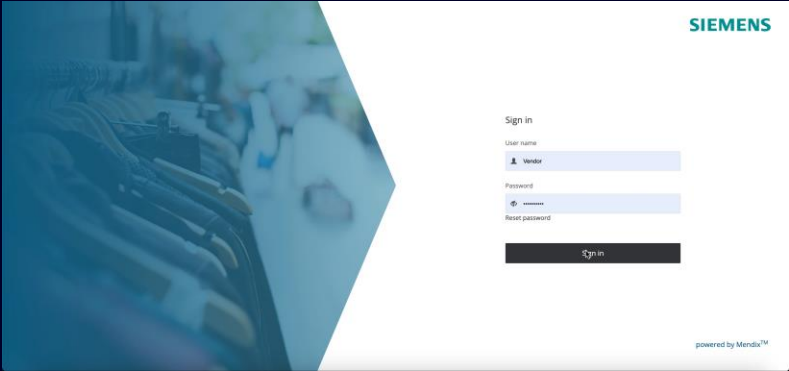 SIEMENS
Sign in
User name
Vendor
Password
Reset password
Sign in
powered by Mendix™